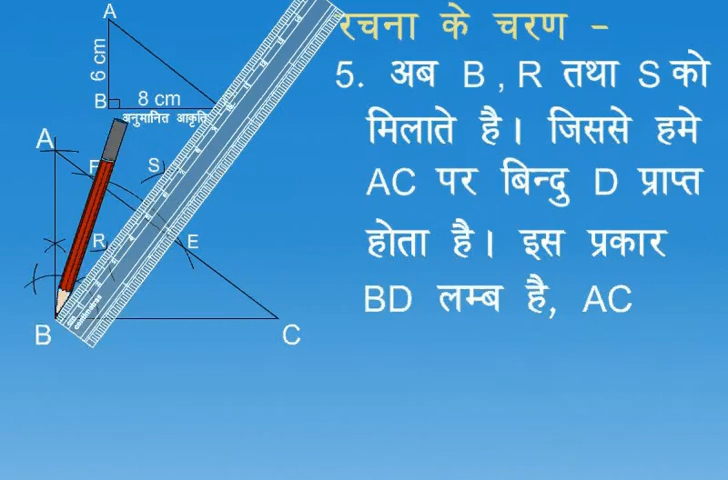 A
6 cm
B
8 cm
अनुमानित आकृति
A
F
S
R
E
B
C
रचना के चरण -
5. अब B , R तथा S को
मिलाते है। जिससे हमे
AC पर बिन्दु D प्राप्त
होता है। इस प्रकार
BD लम्ब है, AC